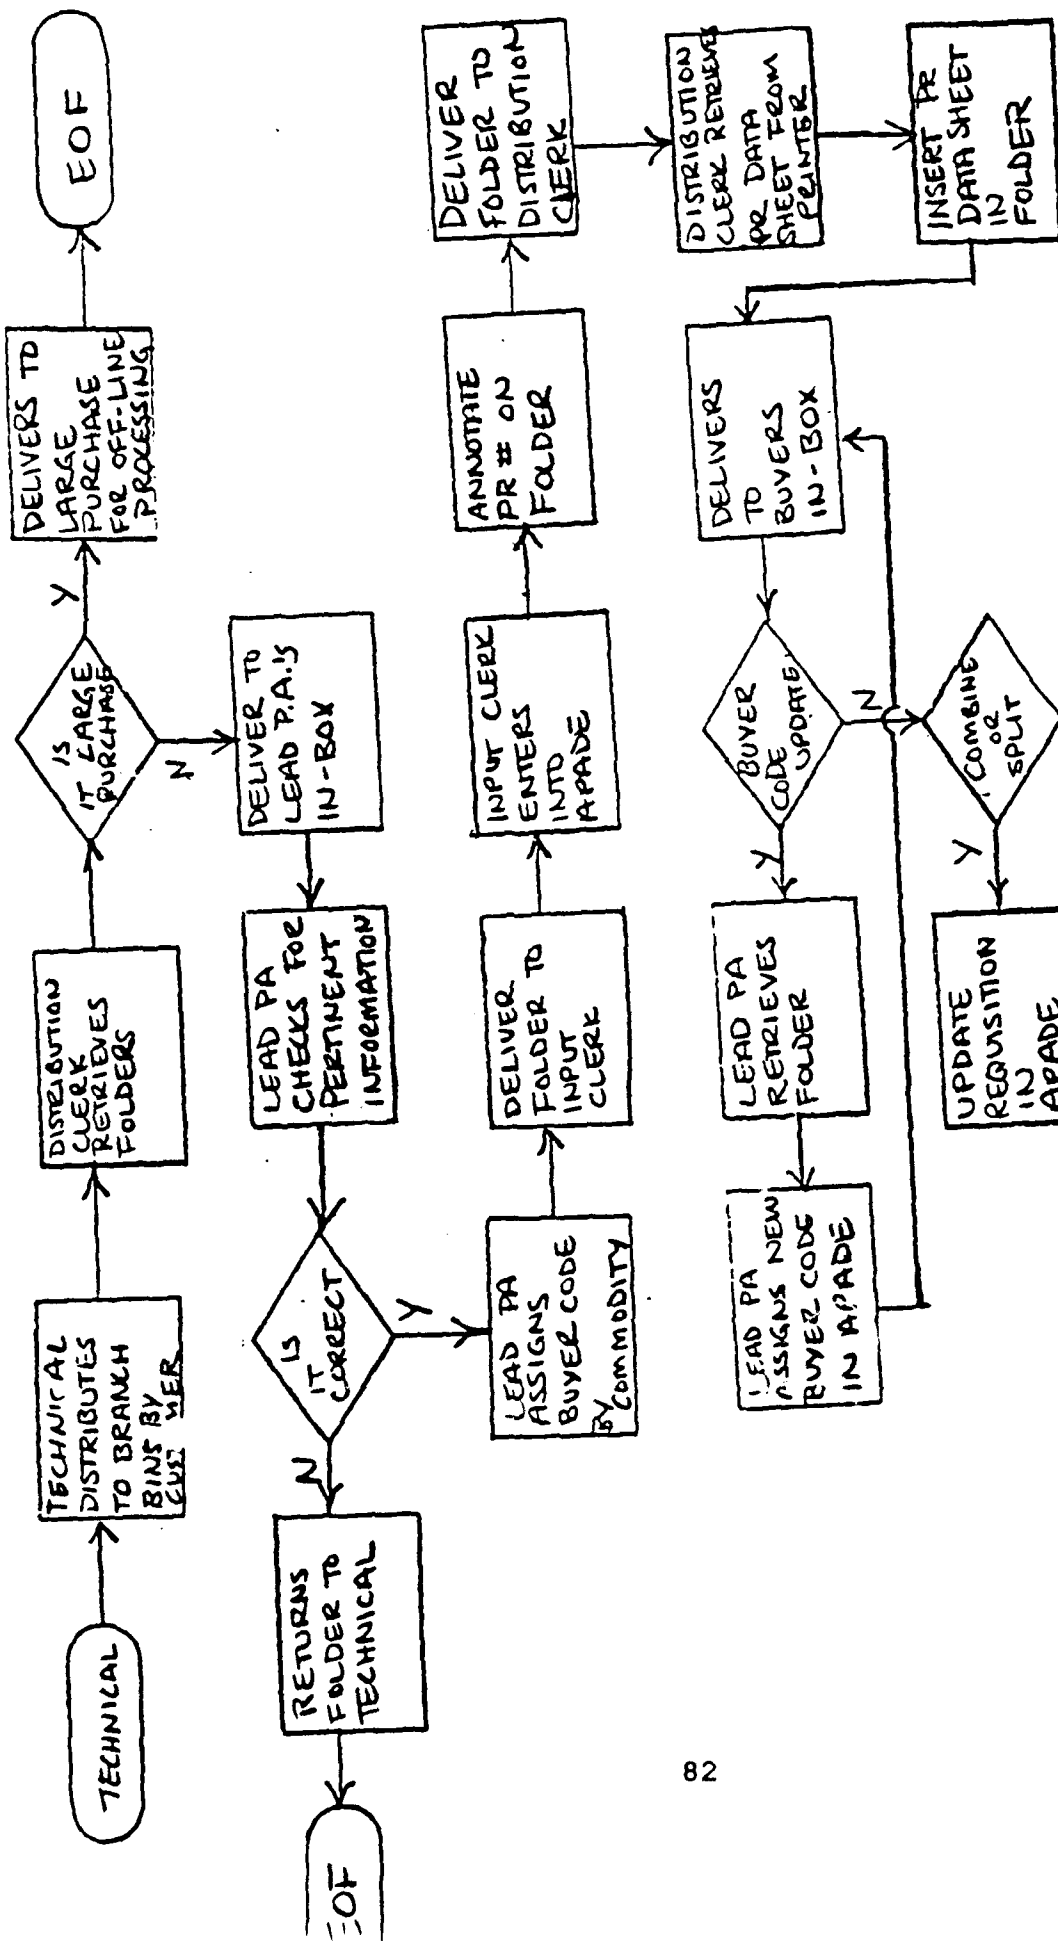 TECHNICAL
TECHNICAL
DISTRIBUTES
TO BRANCH
BINS BY
DISTRIBUTION
CLERK
RETRIEVES
FOLDERS
IS
IT LARGE
PURCHASE
Y
N
DELIVERS TO
LARGE
PURCHASE
FOR OFF-LINE
PROCESSING
EOF
DELIVER TO
LEAD P.A.'S
IN-BOX
LEAD PA
CHECKS FOR
PERTINENT
INFORMATION
IS
IT
CORRECT
N
Y
RETURNS
FOLDER TO
TECHNICAL
EOF
LEAD PA
ASSIGNS
BUYER CODE
BY COMMODITY
DELIVER
FOLDER TO
INPUT
CLERK
INPUT CLERK
ENTERS
INTO
APADE
ANNOTATE
PR # ON
FOLDER
DELIVER
FOLDER TO
DISTRIBUTION
CLERK
DISTRIBUTION
CLERK RETRIEVES
PR DATA
SHEET FROM
PRINTER
INSERT PR
DATA SHEET
IN
FOLDER
DELIVERS
TO
BUYERS
IN-BOX
BUYER
CODE
UPDATE
Y
N
LEAD PA
RETRIEVES
FOLDER
LEAD PA
ASSIGNS NEW
BUYER CODE
IN APADE
COMBINE
OR
SPLIT
Y
UPDATE
REQUISITION
IN
APADE
82